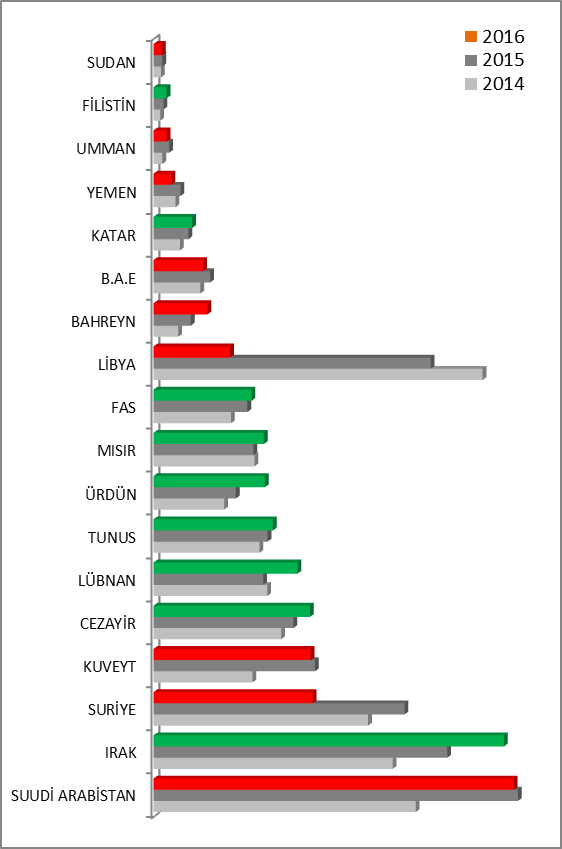 2016
2015
2014
SUDAN
FİLİSTİN
UMMAN
YEMEN
KATAR
B.A.E
BAHREYN
LİBYA
FAS
MISIR
ÜRDÜN
TUNUS
LÜBNAN
CEZAYİR
KUVEYT
SURİYE
IRAK
SUUDİ ARABİSTAN